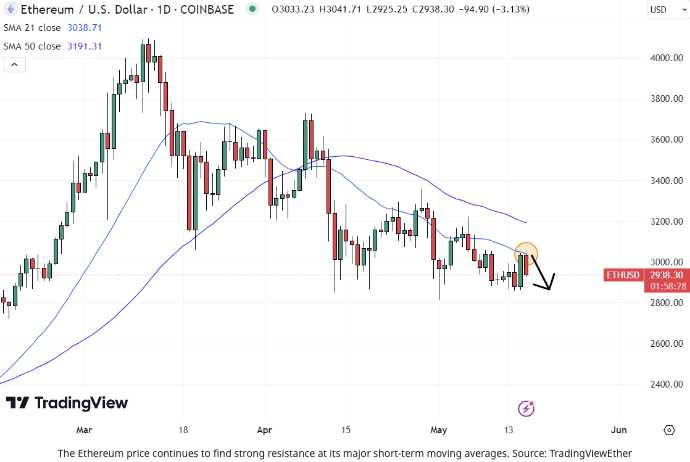 Ethereum / U.S. Dollar · 1D · COINBASE O3033.23 H3041.71 L2925.25 C2938.30 -94.90 (-3.13%) USD
SMA 21 close 3038.71
SMA 50 close 3191.31
4000.00
3800.00
3600.00
3400.00
3200.00
3000.00
ETHUSD 2938.30
01:58:28
2800.00
2600.00
2400.00
TradingView
Mar 18 Apr 15 May 13 Jun
The Ethereum price continues to find strong resistance at its major short-term moving averages. Source: TradingViewEther